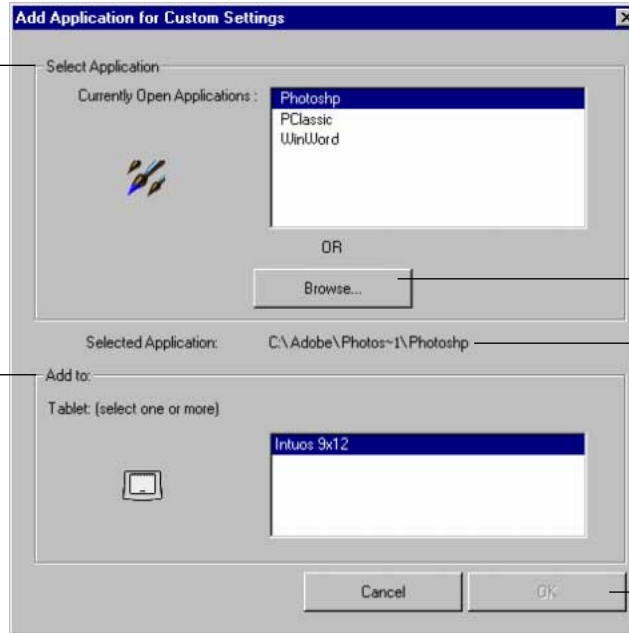 Add Application for Custom Settings
Select Application
Currently Open Applications :
Photoshp
PClassic
WinWord
OR
Browse...
Selected Application: C:\Adobe\Photos~1\Photoshp
Add to:
Tablet: (select one or more)
Intuos 9x12
Cancel OK